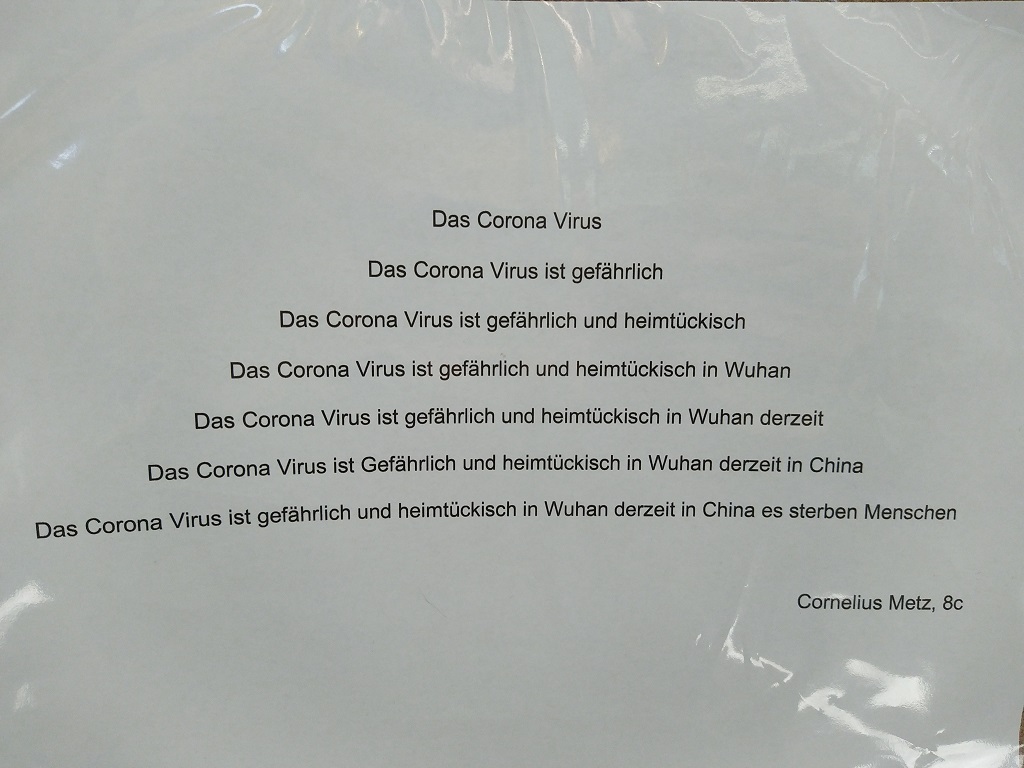 Das Corona Virus
Das Corona Virus ist gefährlich
Das Corona Virus ist gefährlich und heimtückisch
Das Corona Virus ist gefährlich und heimtückisch in Wuhan
Das Corona Virus ist gefährlich und heimtückisch in Wuhan derzeit
Das Corona Virus ist Gefährlich und heimtückisch in Wuhan derzeit in China
Das Corona Virus ist gefährlich und heimtückisch in Wuhan derzeit in China es sterben Menschen
Cornelius Metz, 8c